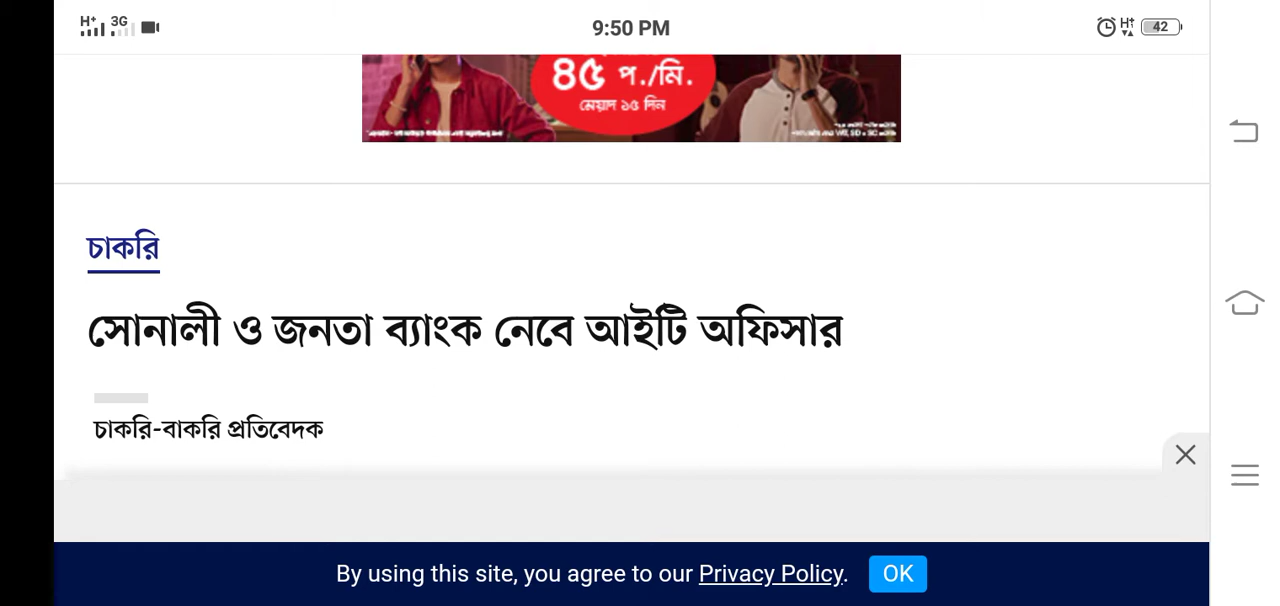 H+ 3G 9:50 PM 42
৪৫ প./মি.
মেয়াদ ১৫ দিন
চাকরি
সোনালী ও জনতা ব্যাংক নেবে আইটি অফিসার
চাকরি-বাকরি প্রতিবেদক
By using this site, you agree to our Privacy Policy. OK